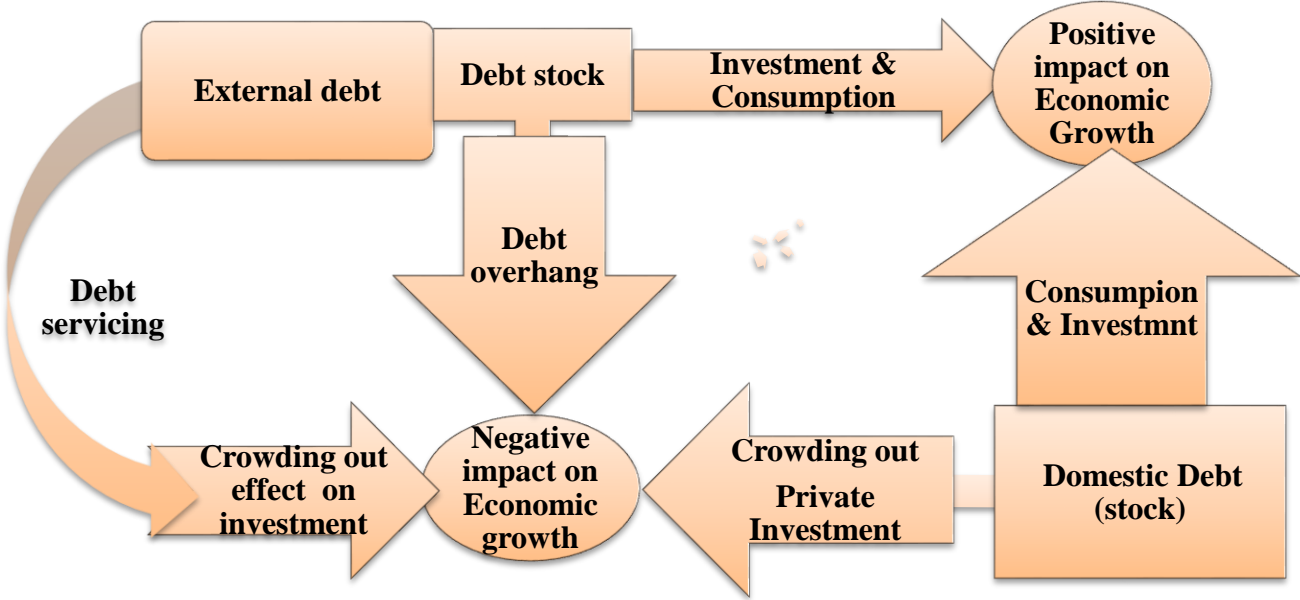 External debt
Debt stock
Investment &
Consumption
Positive
impact on
Economic
Growth
Debt
overhang
Debt
servicing
Consumpion
& Investmnt
Crowding out
effect on
investment
Negative
impact on
Economic
growth
Crowding out
Private
Investment
Domestic Debt
(stock)